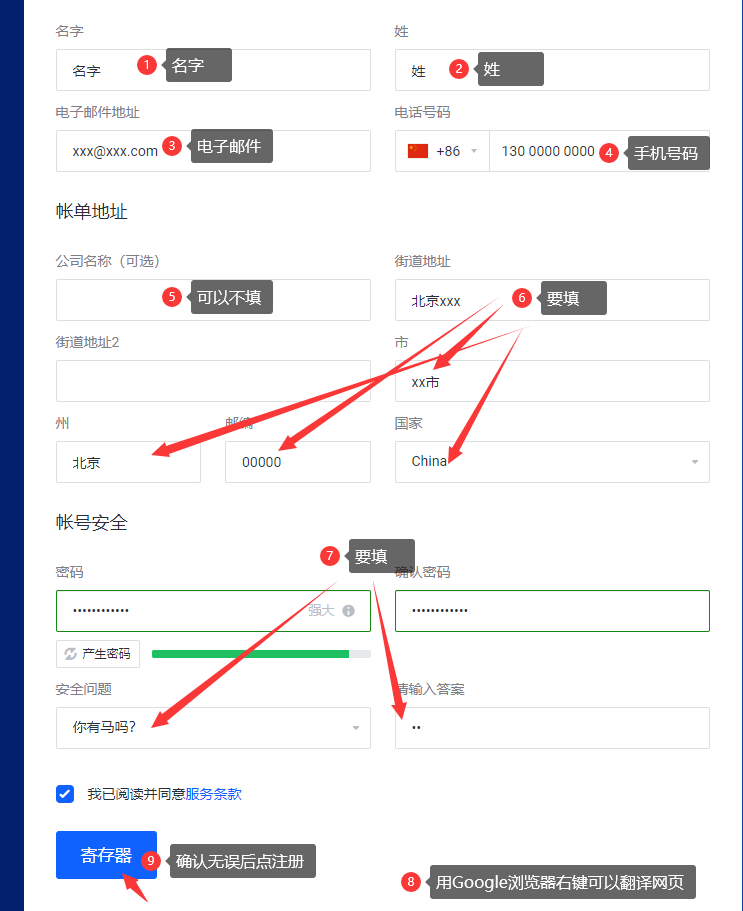 名字 姓
名字 1 名字 姓 2 姓
电子邮件地址 电话号码
xxx@xxx.com 3 电子邮件 +86 130 0000 0000 4 手机号码
帐单地址
公司名称（可选） 街道地址
5 可以不填 北京xxx 6 要填
街道地址2 市
xx市
州 邮编 国家
北京 00000 China
帐号安全
7 要填
密码 确认密码
•••••••••••• 强大 ••••••••••••
产生密码
安全问题 请输入答案
你有马吗? ••
我已阅读并同意服务条款
寄存器 9 确认无误后点注册
8 用Google浏览器右键可以翻译网页